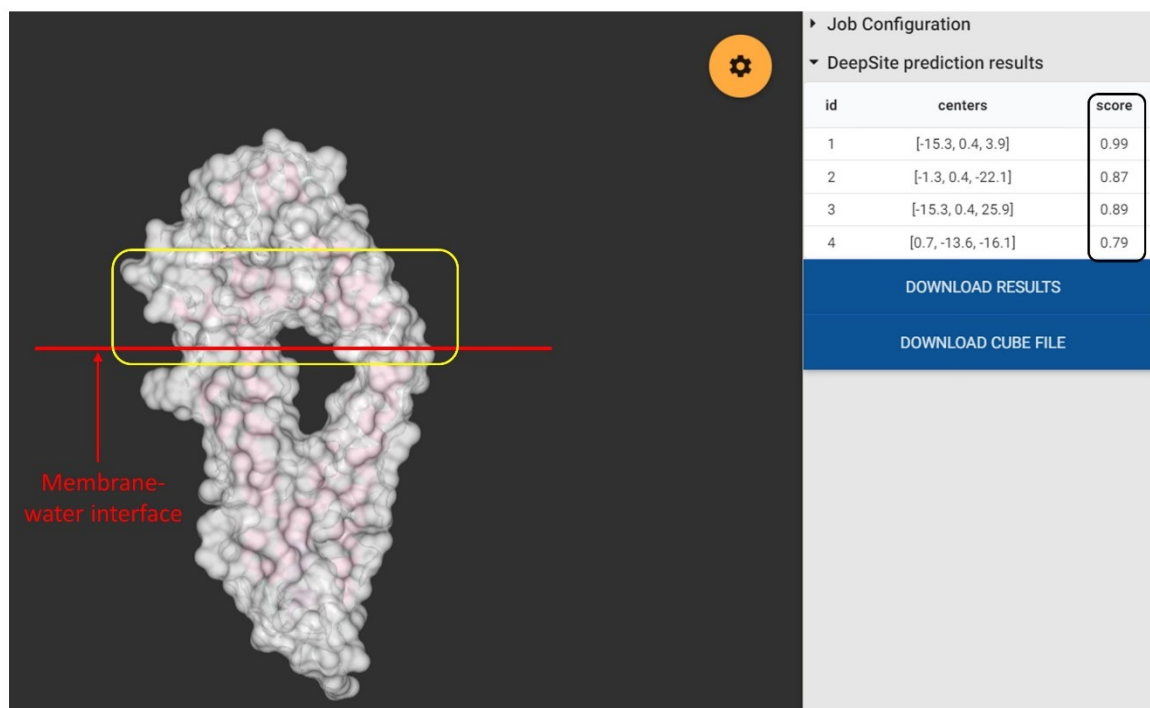 Job Configuration
DeepSite prediction results
id centers score
1 [-15.3, 0.4, 3.9] 0.99
2 [-1.3, 0.4, -22.1] 0.87
3 [-15.3, 0.4, 25.9] 0.89
4 [0.7, -13.6, -16.1] 0.79
DOWNLOAD RESULTS
DOWNLOAD CUBE FILE
Membrane-
water interface